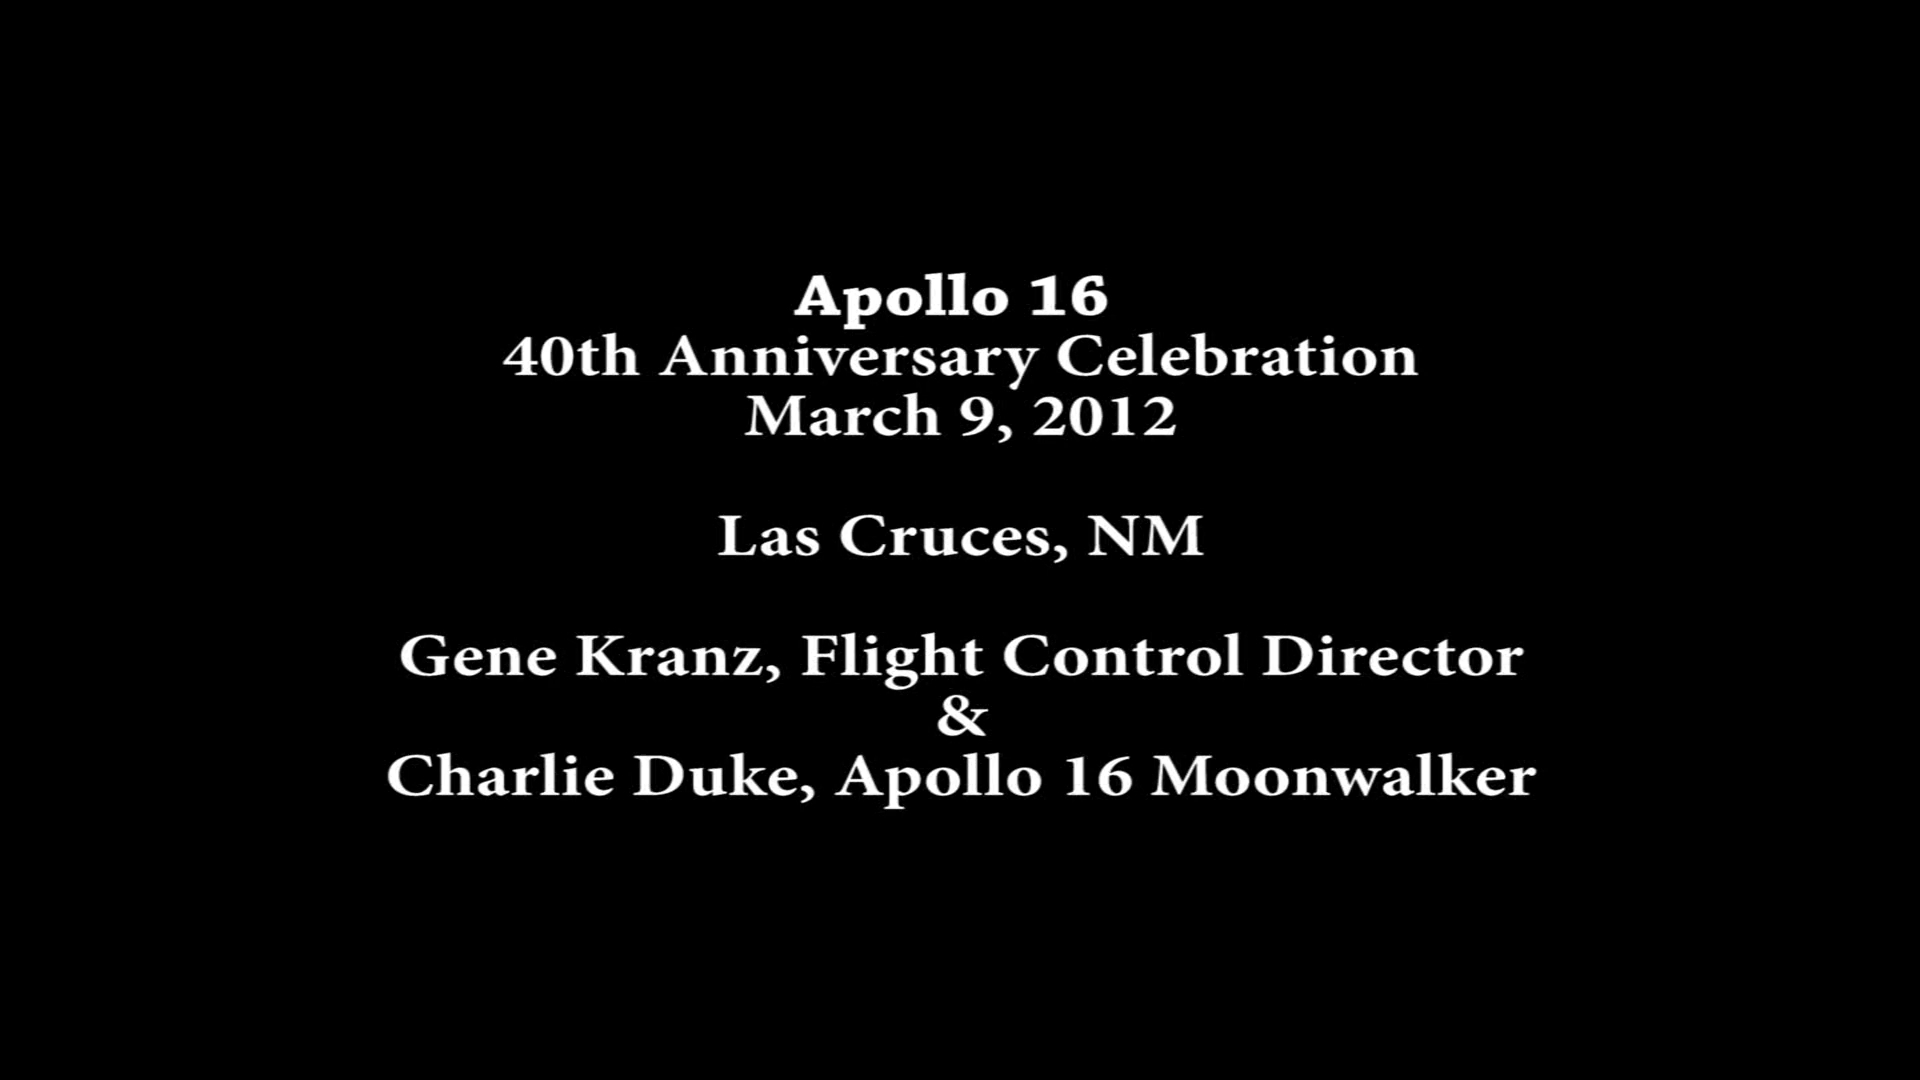 Apollo 16
40th Anniversary Celebration
March 9, 2012
Las Cruces, NM
Gene Kranz, Flight Control Director
&
Charlie Duke, Apollo 16 Moonwalker